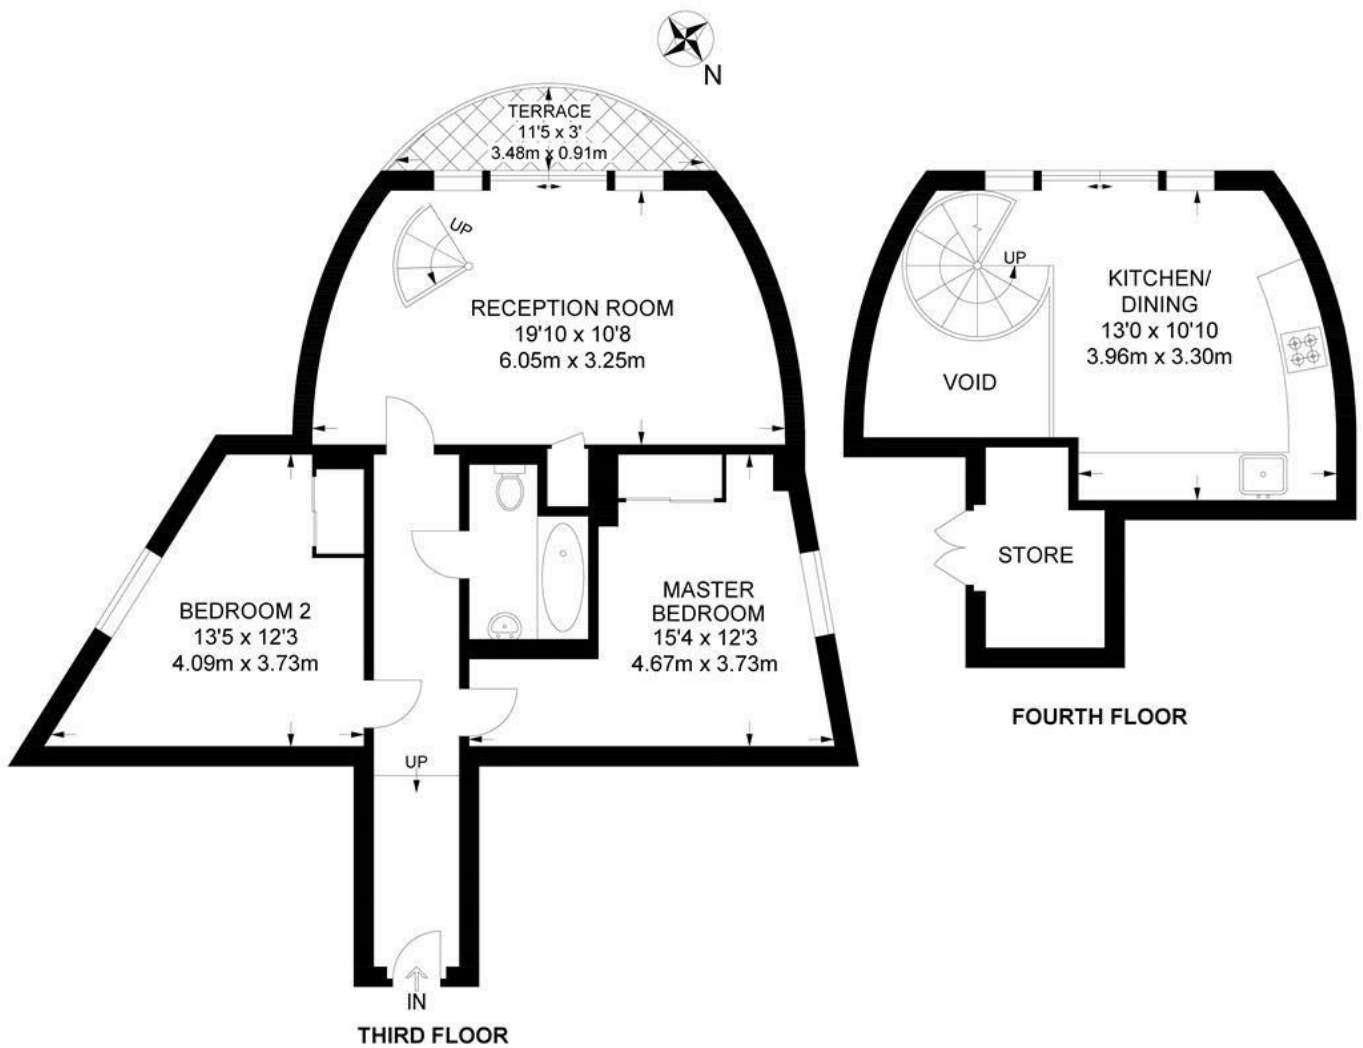 N
TERRACE
11'5 x 3'
3.48m x 0.91m
UP
RECEPTION ROOM
19'10 x 10'8
6.05m x 3.25m
BEDROOM 2
13'5 x 12'3
4.09m x 3.73m
MASTER
BEDROOM
15'4 x 12'3
4.67m x 3.73m
UP
IN
THIRD FLOOR
UP
KITCHEN/
DINING
13'0 x 10'10
3.96m x 3.30m
VOID
STORE
FOURTH FLOOR